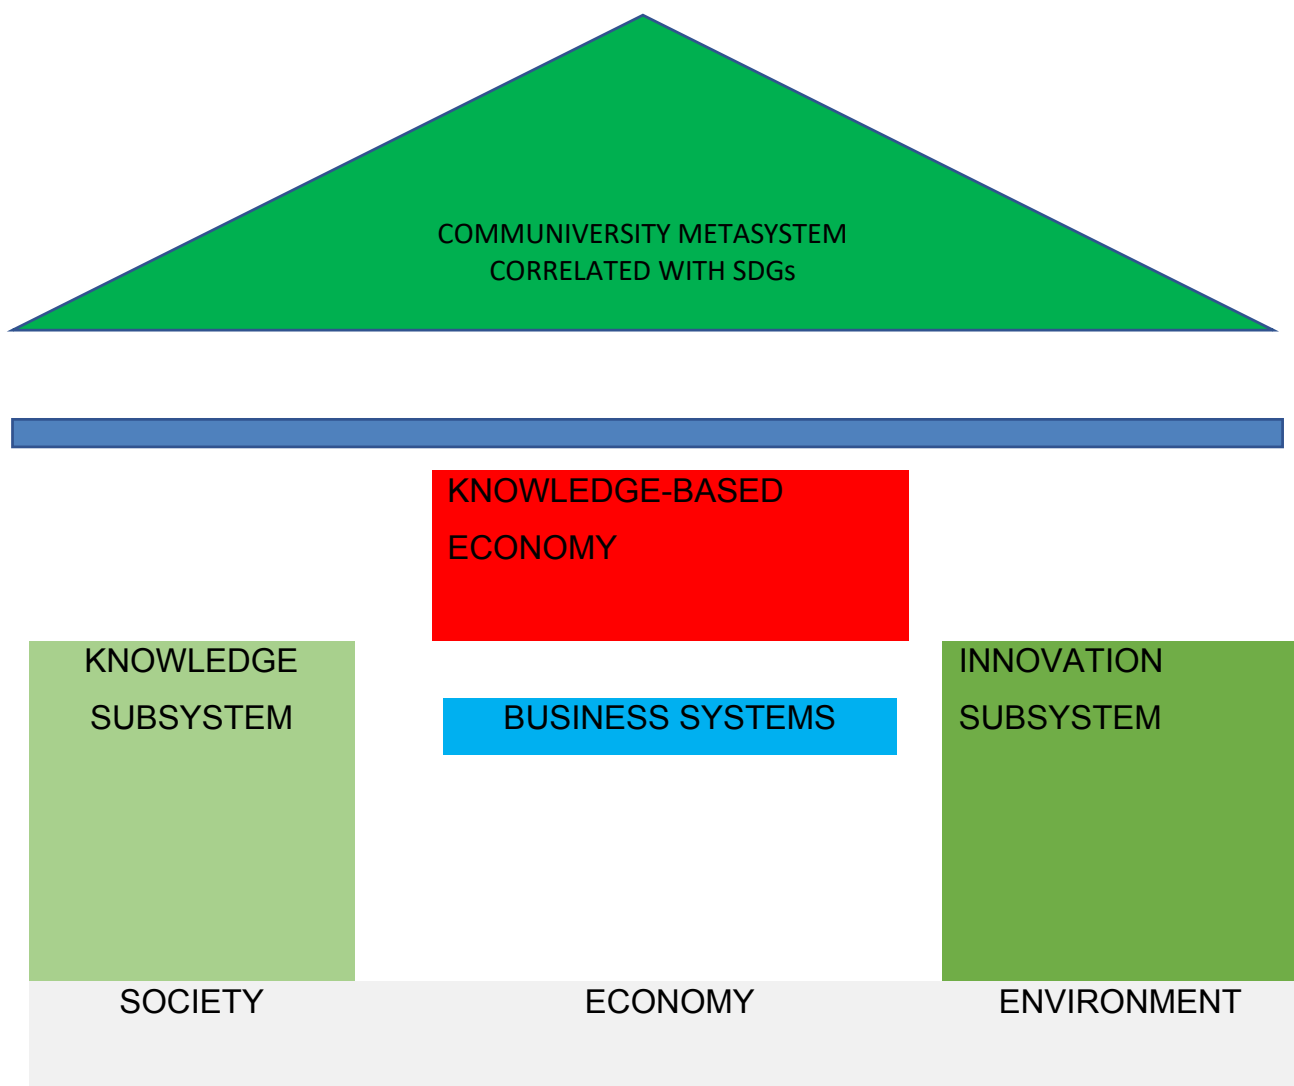 COMMUNIVERSITY METASYSTEM
CORRELATED WITH SDGs
KNOWLEDGE-BASED
ECONOMY
KNOWLEDGE
SUBSYSTEM
BUSINESS SYSTEMS
INNOVATION
SUBSYSTEM
SOCIETY
ECONOMY
ENVIRONMENT